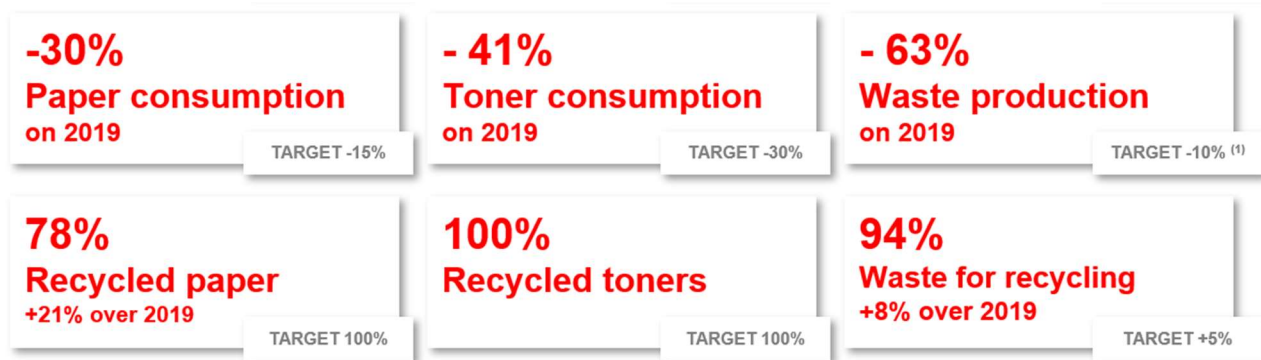 -30%
Paper consumption
on 2019
TARGET -15%
- 41%
Toner consumption
on 2019
TARGET -30%
- 63%
Waste production
on 2019
TARGET -10% (1)
78%
Recycled paper
+21% over 2019
TARGET 100%
100%
Recycled toners
TARGET 100%
94%
Waste for recycling
+8% over 2019
TARGET +5%